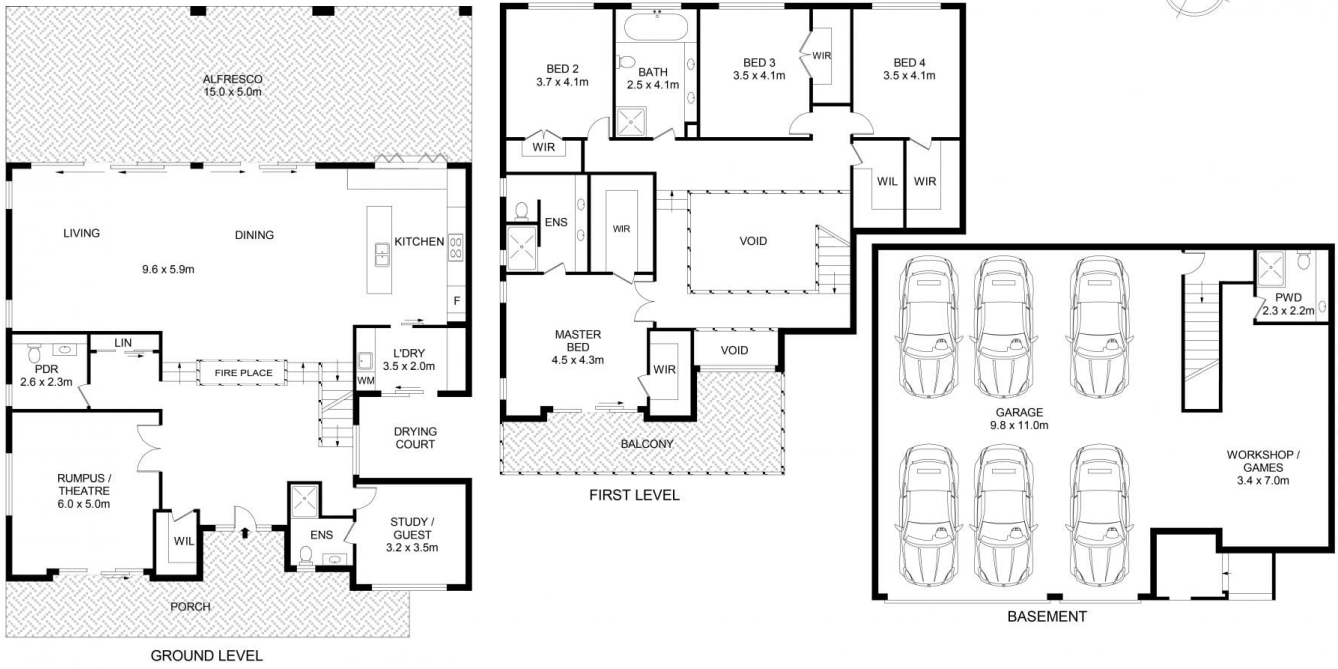 ALFRESCO
15.0 x 5.0m
LIVING
DINING
9.6 x 5.9m
KITCHEN
F
LIN
PDR
2.6 x 2.3m
FIRE PLACE
L'DRY
3.5 x 2.0m
WM
DRYING
COURT
RUMPUS /
THEATRE
6.0 x 5.0m
WIL
ENS
STUDY /
GUEST
3.2 x 3.5m
PORCH
GROUND LEVEL
BED 2
3.7 x 4.1m
BATH
2.5 x 4.1m
BED 3
3.5 x 4.1m
WIR
BED 4
3.5 x 4.1m
WIR
WIL
WIR
ENS
WIR
VOID
MASTER
BED
4.5 x 4.3m
WIR
VOID
BALCONY
FIRST LEVEL
PWD
2.3 x 2.2m
GARAGE
9.8 x 11.0m
WORKSHOP /
GAMES
3.4 x 7.0m
BASEMENT